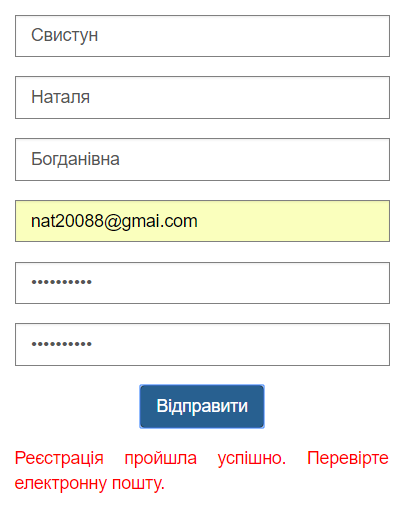 Свистун
Наталя
Богданівна
nat20088@gmai.com
••••••••••
••••••••••
Відправити
Реєстрація пройшла успішно. Перевірте
електронну пошту.